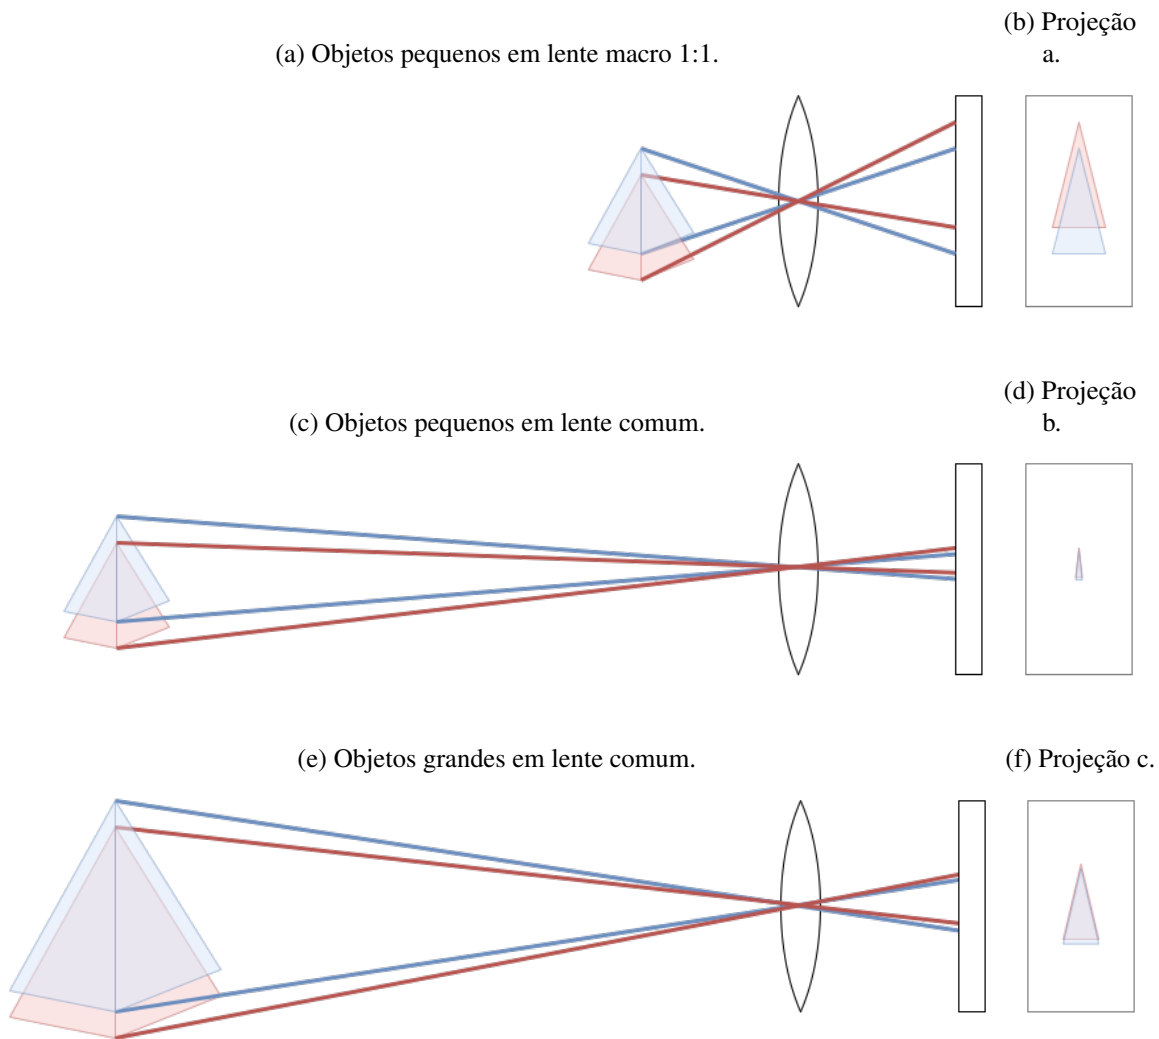 (a) Objetos pequenos em lente macro 1:1.
(b) Projeção
a.
(c) Objetos pequenos em lente comum.
(d) Projeção
b.
(e) Objetos grandes em lente comum.
(f) Projeção c.